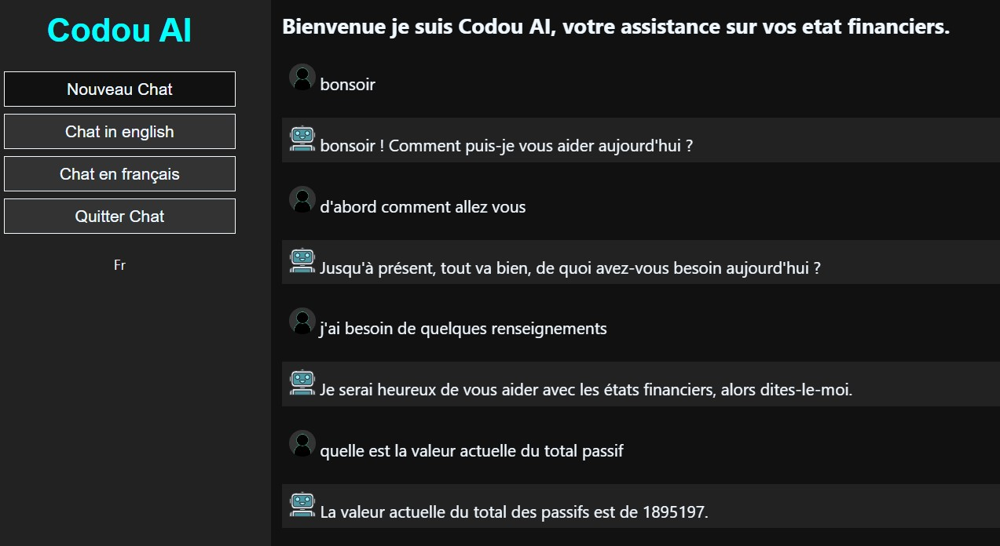 Codou AI
Nouveau Chat
Chat in english
Chat en français
Quitter Chat
Fr
Bienvenue je suis Codou AI, votre assistance sur vos etat financiers.
bonsoir
bonsoir ! Comment puis-je vous aider aujourd'hui ?
d'abord comment allez vous
Jusqu'à présent, tout va bien, de quoi avez-vous besoin aujourd'hui ?
j'ai besoin de quelques renseignements
Je serai heureux de vous aider avec les états financiers, alors dites-le-moi.
quelle est la valeur actuelle du total passif
La valeur actuelle du total des passifs est de 1895197.